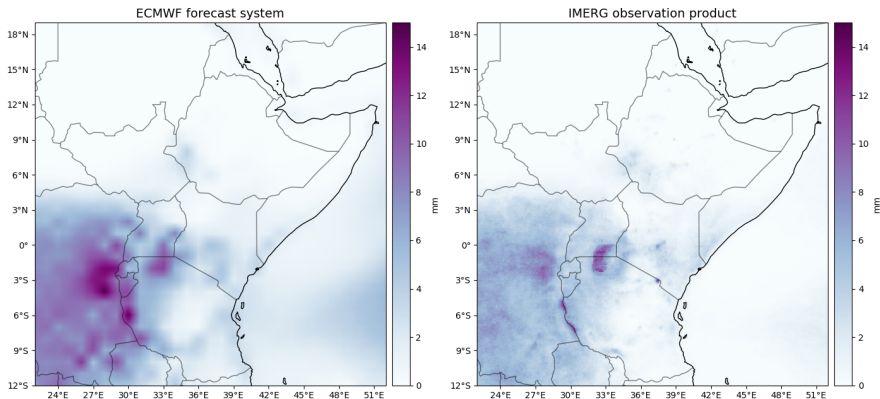 ECMWF forecast system
18°N
15°N
12°N
9°N
6°N
3°N
0°
3°S
6°S
9°S
12°S
24°E 27°E 30°E 33°E 36°E 39°E 42°E 45°E 48°E 51°E
14
12
10
8
6
4
2
0
mm
IMERG observation product
18°N
15°N
12°N
9°N
6°N
3°N
0°
3°S
6°S
9°S
12°S
24°E 27°E 30°E 33°E 36°E 39°E 42°E 45°E 48°E 51°E
14
12
10
8
6
4
2
0
mm